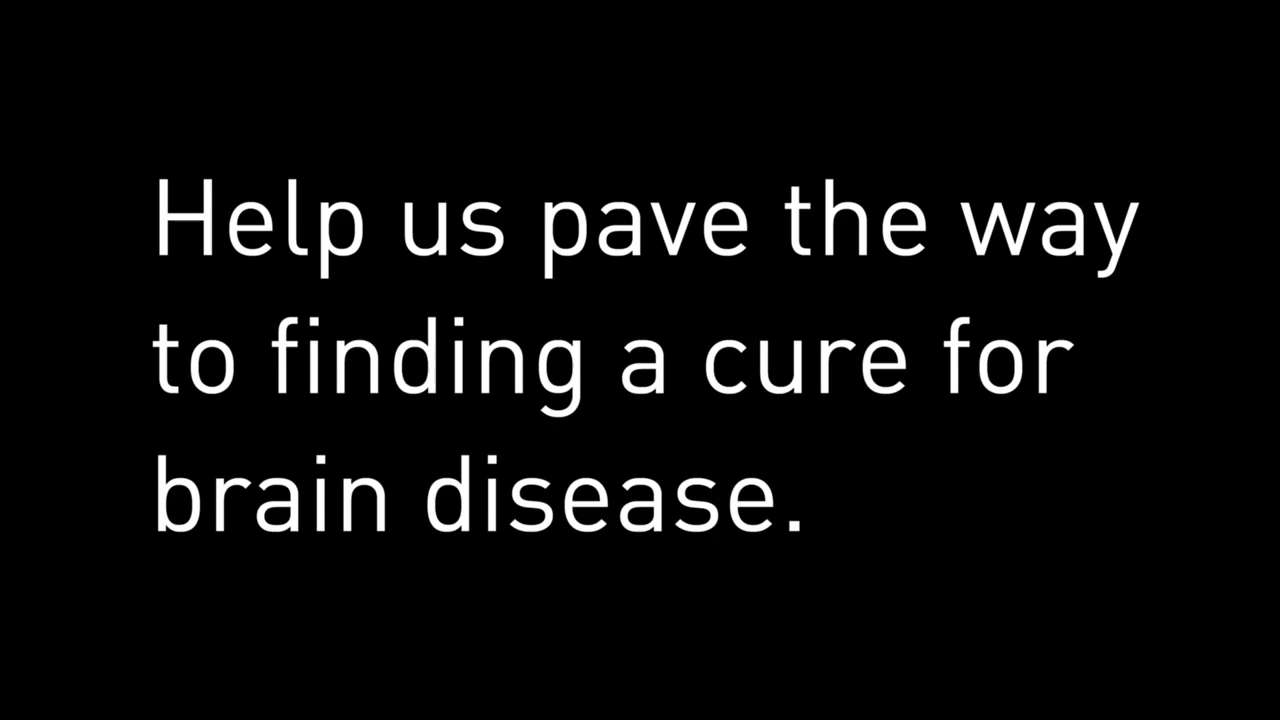 Help us pave the way
to finding a cure for
brain disease.